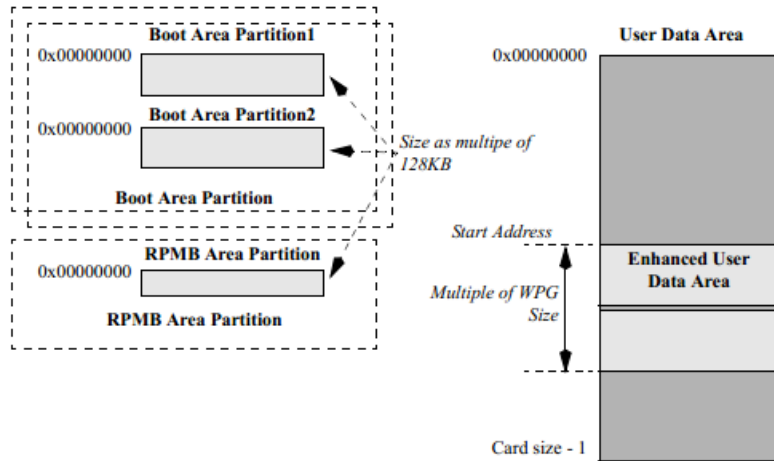 Boot Area Partition1
0x00000000
Boot Area Partition2
0x00000000
Size as multipe of
128KB
Boot Area Partition
RPMB Area Partition
0x00000000
RPMB Area Partition
User Data Area
0x00000000
Start Address
Enhanced User
Data Area
Multiple of WPG
Size
Card size - 1